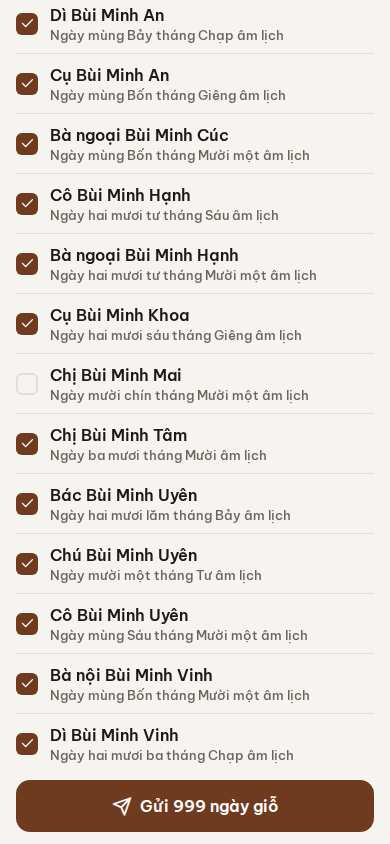 Dì Bùi Minh An
Ngày mùng Bảy tháng Chạp âm lịch
Cụ Bùi Minh An
Ngày mùng Bốn tháng Giêng âm lịch
Bà ngoại Bùi Minh Cúc
Ngày mùng Bốn tháng Mười một âm lịch
Cô Bùi Minh Hạnh
Ngày hai mươi tư tháng Sáu âm lịch
Bà ngoại Bùi Minh Hạnh
Ngày hai mươi tư tháng Mười một âm lịch
Cụ Bùi Minh Khoa
Ngày hai mươi sáu tháng Giêng âm lịch
Chị Bùi Minh Mai
Ngày mười chín tháng Mười một âm lịch
Chị Bùi Minh Tâm
Ngày ba mươi tháng Mười âm lịch
Bác Bùi Minh Uyên
Ngày hai mươi lăm tháng Bảy âm lịch
Chú Bùi Minh Uyên
Ngày mười một tháng Tư âm lịch
Cô Bùi Minh Uyên
Ngày mùng Sáu tháng Mười một âm lịch
Bà nội Bùi Minh Vinh
Ngày mùng Bốn tháng Mười một âm lịch
Dì Bùi Minh Vinh
Ngày hai mươi ba tháng Chạp âm lịch
Gửi 999 ngày giỗ